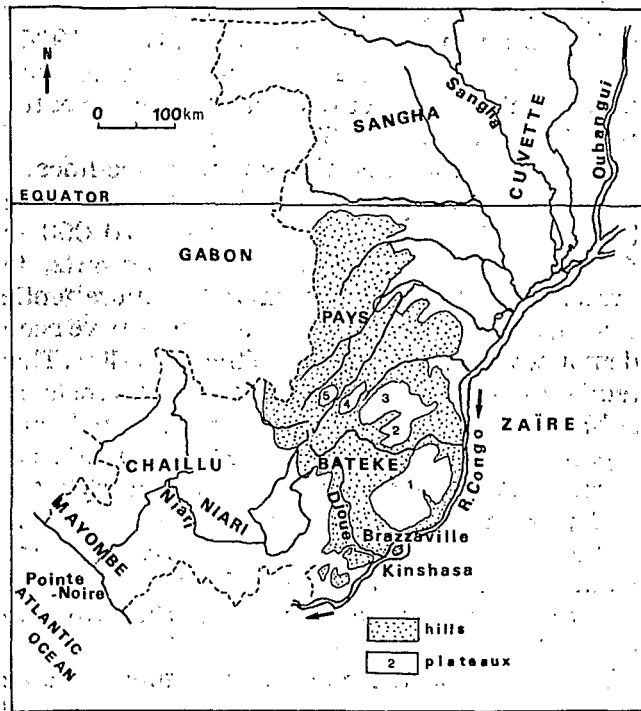 N
0 100km
SANGHA
Sangha
CUVETTE
Oubangui
EQUATOR
GABON
PAYS
5
4
3
2
ZAÏRE
R.Congo
CHAILLU
BATEKE
1
Niari
NIARI
Djoue
MAYOMBE
Brazzaville
Pointe
-Noire
Kinshasa
ATLANTIC
OCEAN
hills
2 plateaux